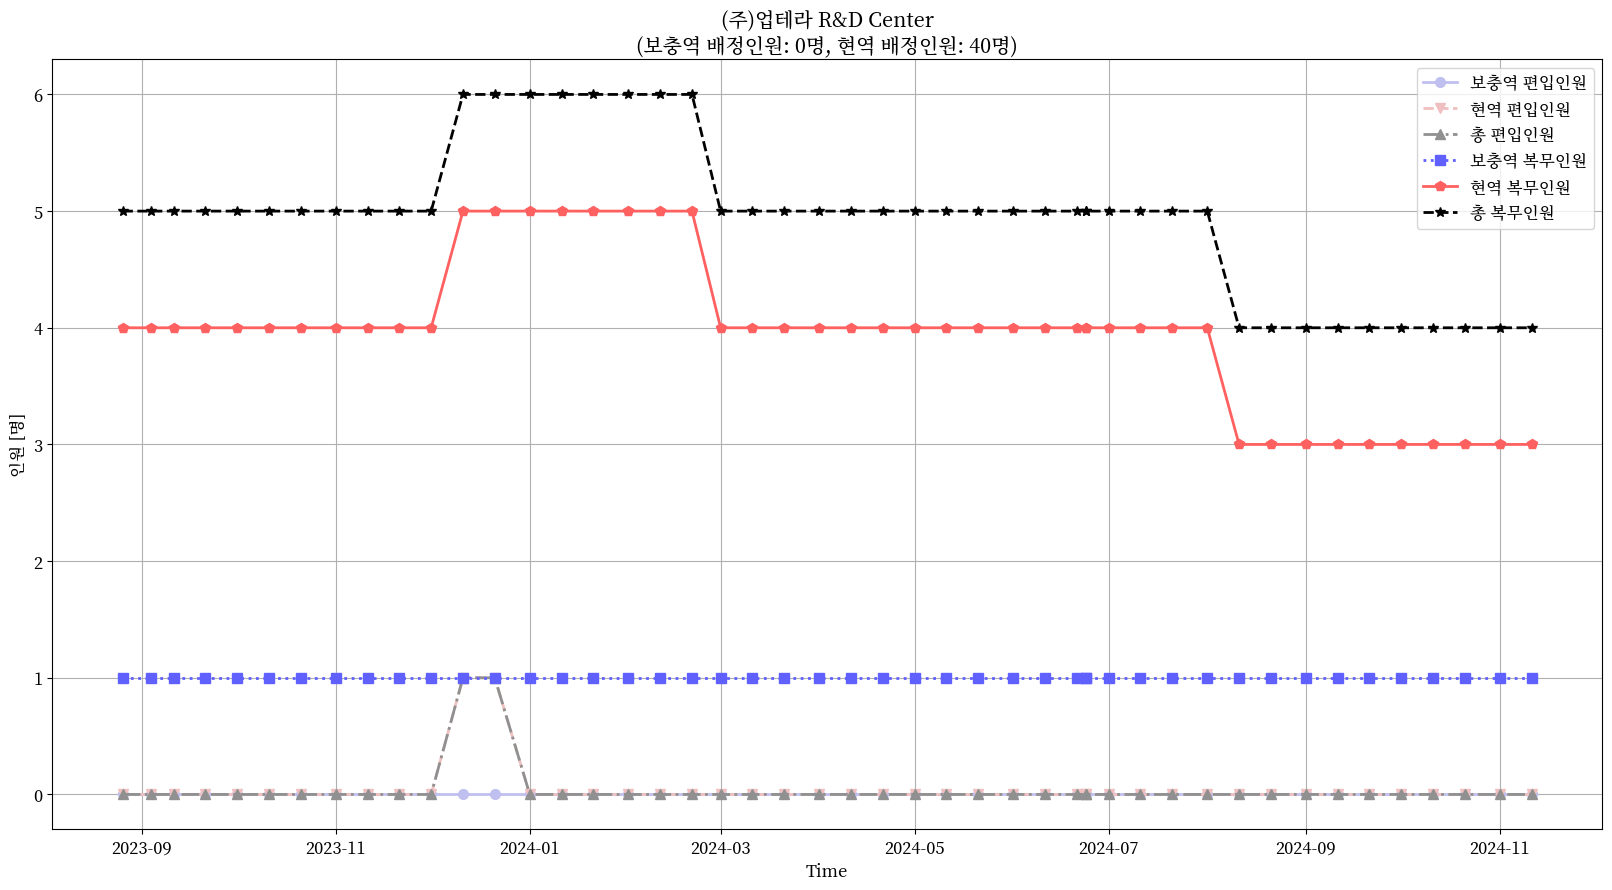 (주)업테라 R&D Center
(보충역 배정인원: 0명, 현역 배정인원: 40명)
보충역 편입인원
현역 편입인원
총 편입인원
보충역 복무인원
현역 복무인원
총 복무인원
인원 [명]
6
5
4
3
2
1
0
2023-09 2023-11 2024-01 2024-03 2024-05 2024-07 2024-09 2024-11
Time